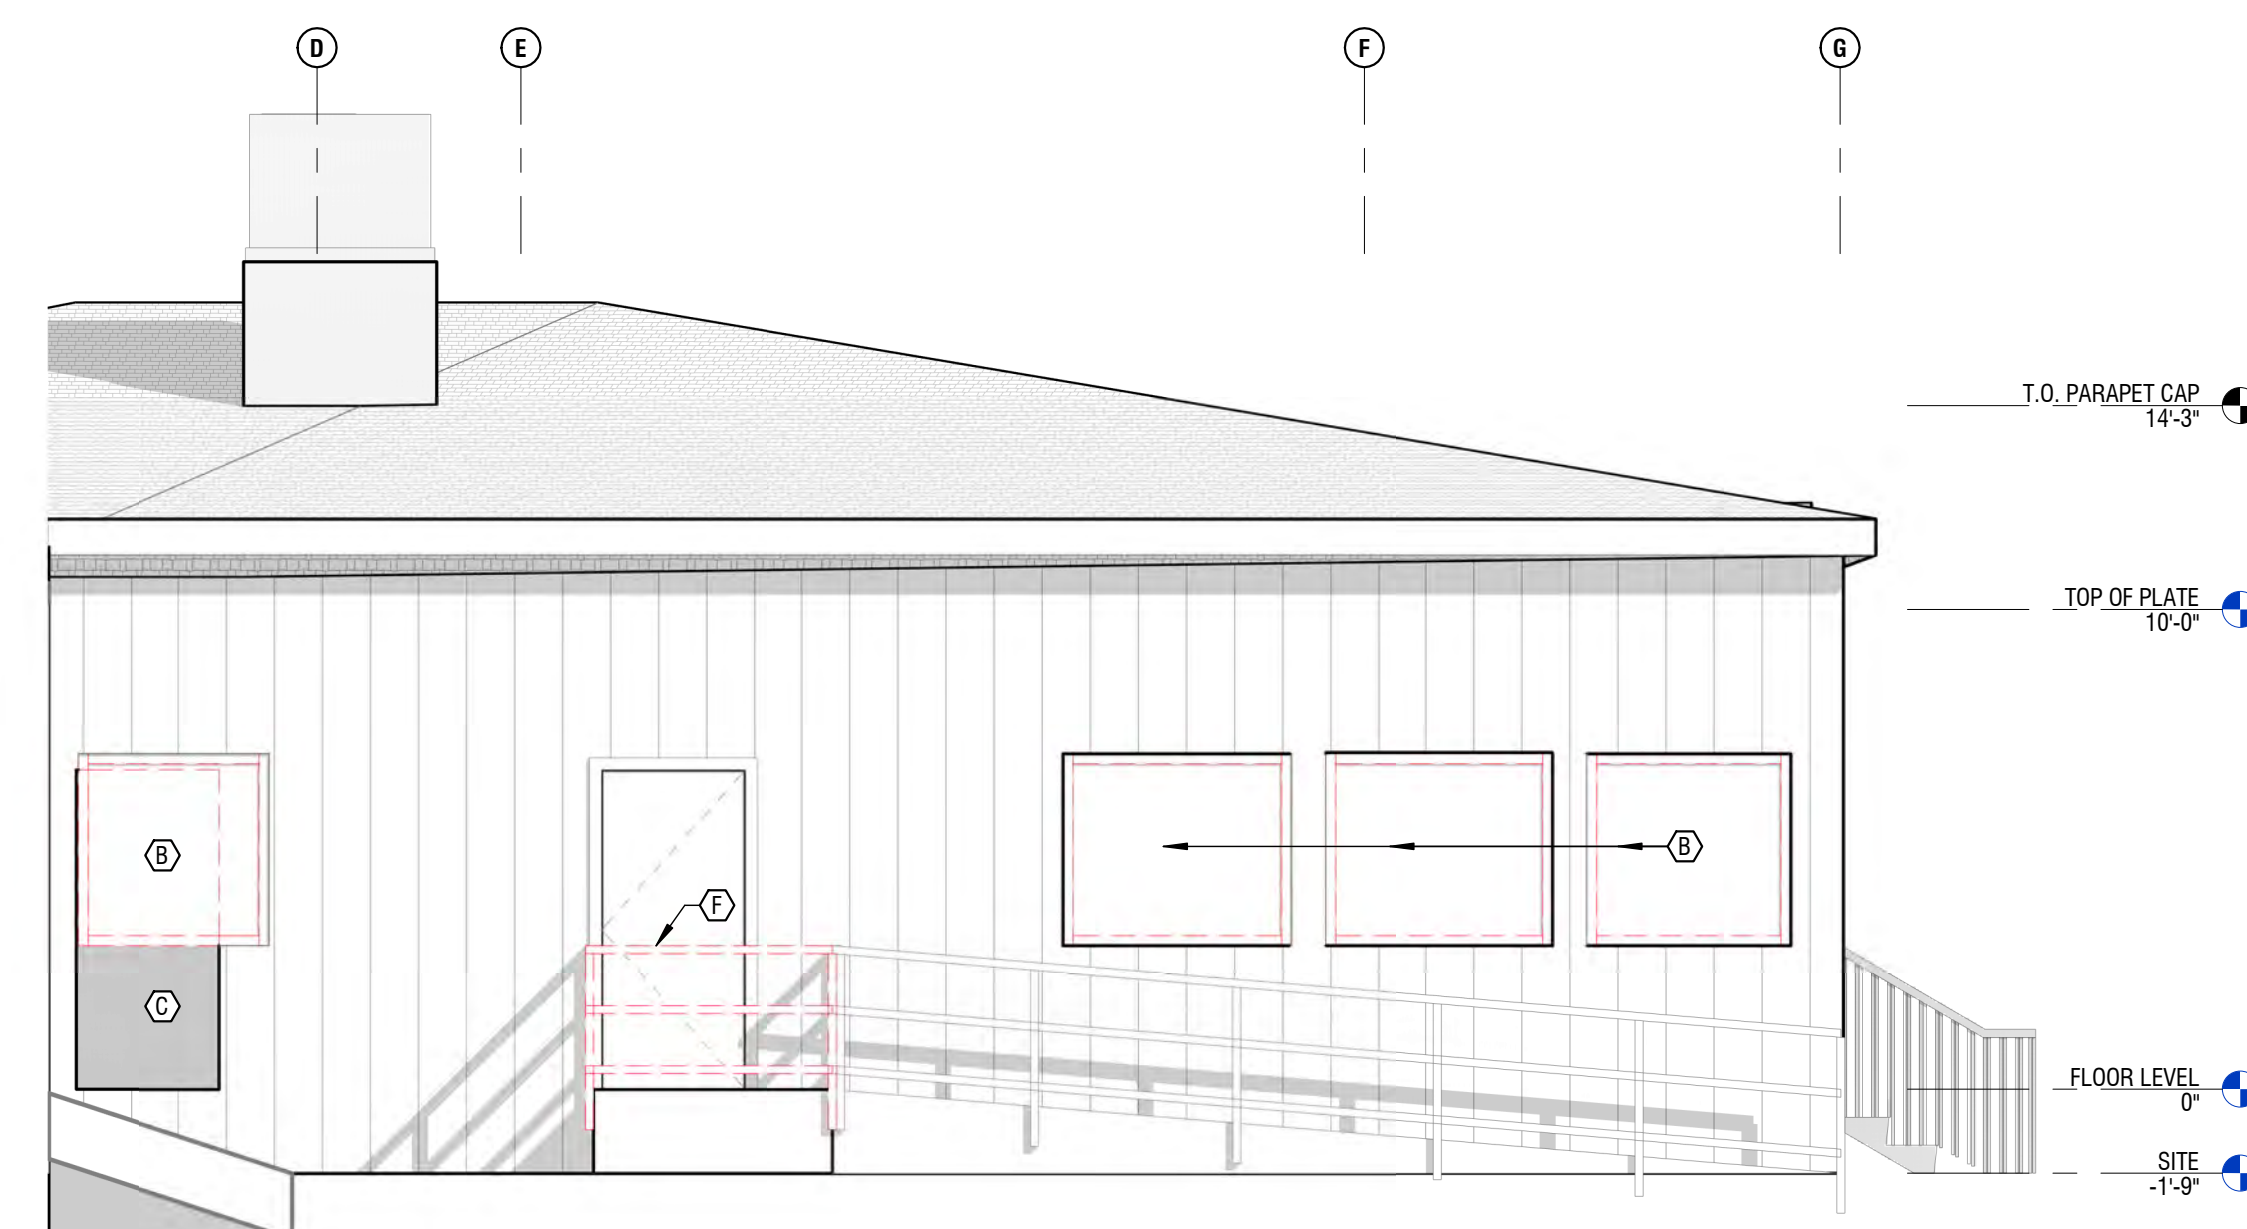 D
E
F
G
T.O. PARAPET CAP
14'-3"
TOP OF PLATE
10'-0"
B
B
F
C
FLOOR LEVEL
0"
SITE
-1'-9"